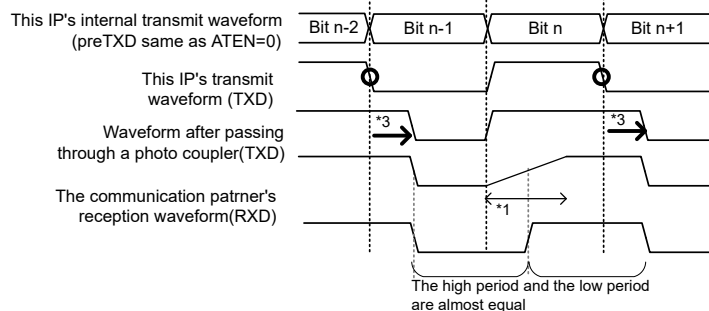 This IP's internal transmit waveform
(preTXD same as ATEN=0)
Bit n-2
Bit n-1
Bit n
Bit n+1
This IP's transmit
waveform (TXD)
*3
*3
Waveform after passing
through a photo coupler(TXD)
The communication patrner's
reception waveform(RXD)
*1
The high period and the low period
are almost equal